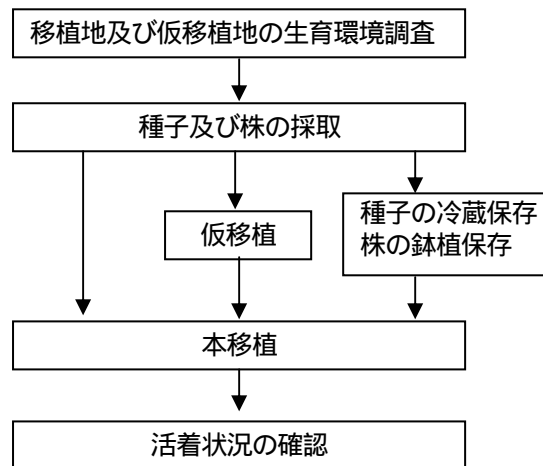 移植地及び仮移植地の生育環境調査
種子及び株の採取
仮移植
種子の冷蔵保存
株の鉢植保存
本移植
活着状況の確認